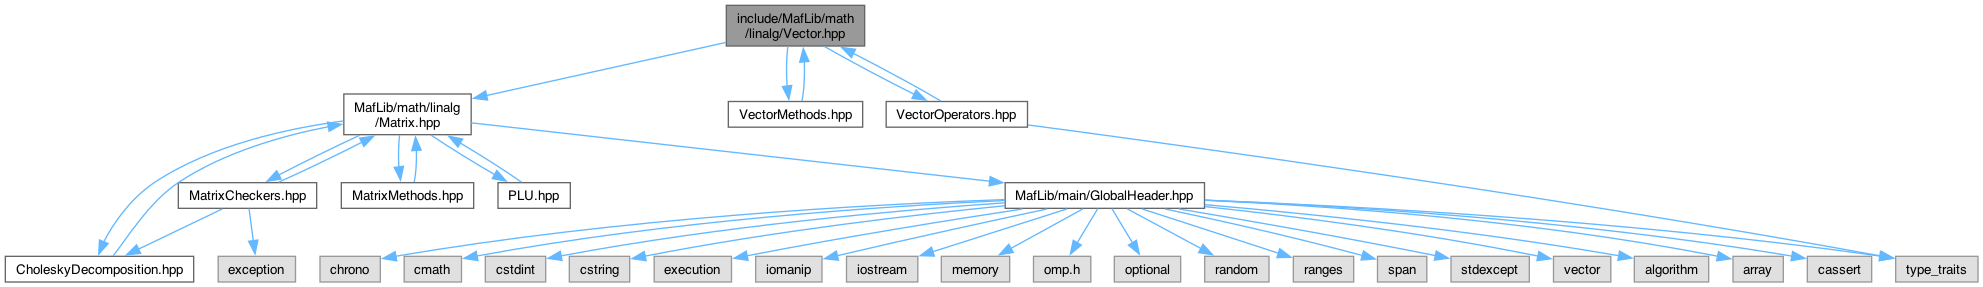 include/MafLib/math
/linalg/Vector.hpp
MafLib/math/linalg
/Matrix.hpp
VectorMethods.hpp
VectorOperators.hpp
MatrixCheckers.hpp
MatrixMethods.hpp
PLU.hpp
MafLib/main/GlobalHeader.hpp
CholeskyDecomposition.hpp
exception
chrono
cmath
cstdint
cstring
execution
iomanip
iostream
memory
omp.h
optional
random
ranges
span
stdexcept
vector
algorithm
array
cassert
type_traits